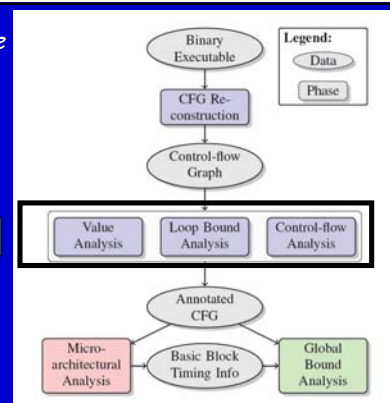 e
Binary
Executable
Legend:
Data
Phase
CFG Re-
construction
Control-flow
Graph
Value
Analysis
Loop Bound
Analysis
Control-flow
Analysis
Annotated
CFG
Micro-
architectural
Analysis
Basic Block
Timing Info
Global
Bound
Analysis